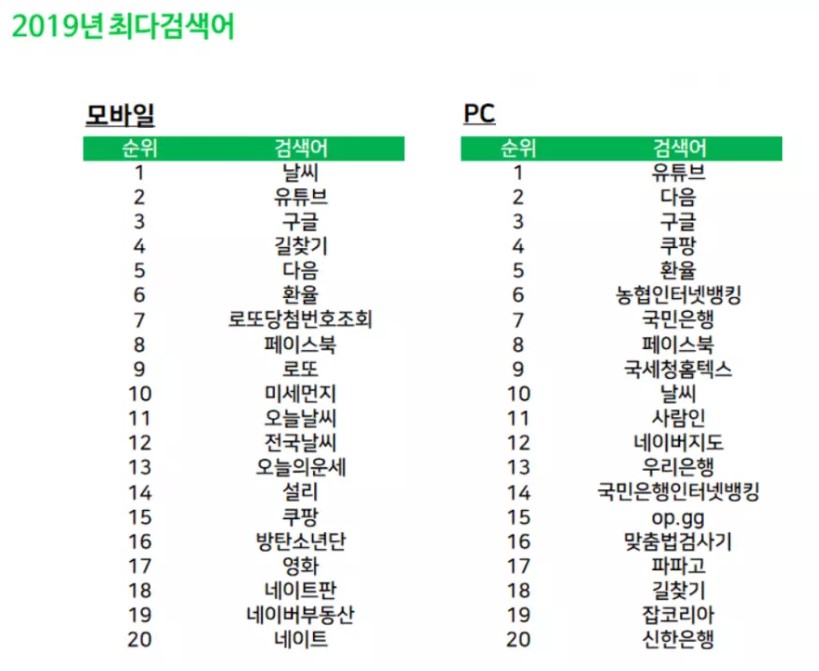 2019년 최다검색어
모바일
순위 검색어
1 날씨
2 유튜브
3 구글
4 길찾기
5 다음
6 환율
7 로또당첨번호조회
8 페이스북
9 로또
10 미세먼지
11 오늘날씨
12 전국날씨
13 오늘의운세
14 설리
15 쿠팡
16 방탄소년단
17 영화
18 네이트판
19 네이버부동산
20 네이트
PC
순위 검색어
1 유튜브
2 다음
3 구글
4 쿠팡
5 환율
6 농협인터넷뱅킹
7 국민은행
8 페이스북
9 국세청홈텍스
10 날씨
11 사람인
12 네이버지도
13 우리은행
14 국민은행인터넷뱅킹
15 op.gg
16 맞춤법검사기
17 파파고
18 길찾기
19 잡코리아
20 신한은행